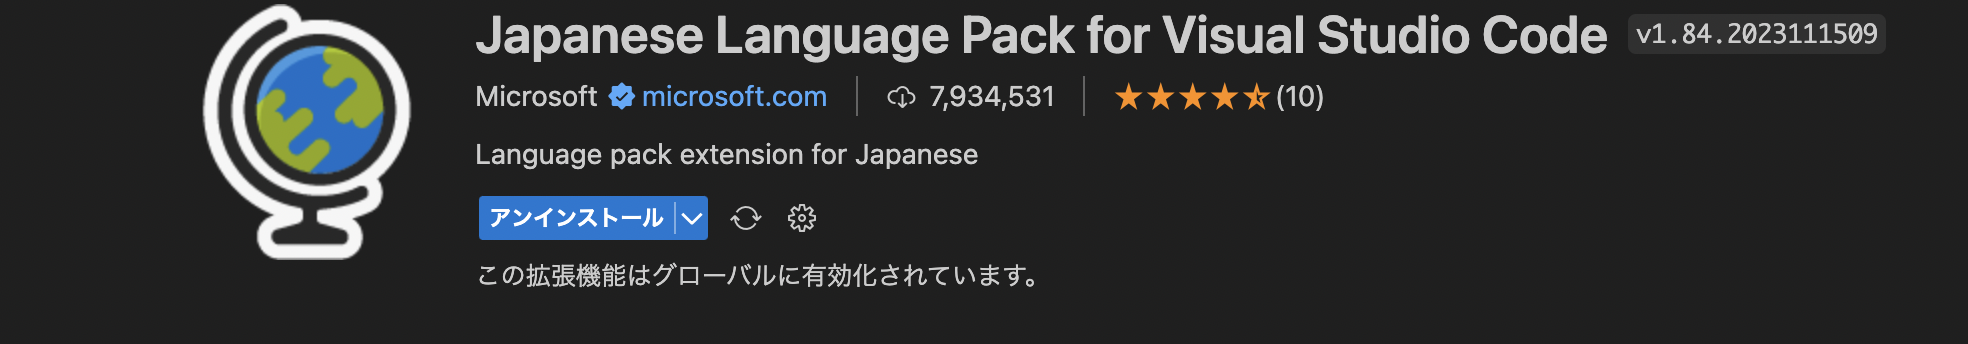 Japanese Language Pack for Visual Studio Code v1.84.2023111509
Microsoft microsoft.com 7,934,531 (10)
Language pack extension for Japanese
アンインストール
この拡張機能はグローバルに有効化されています。